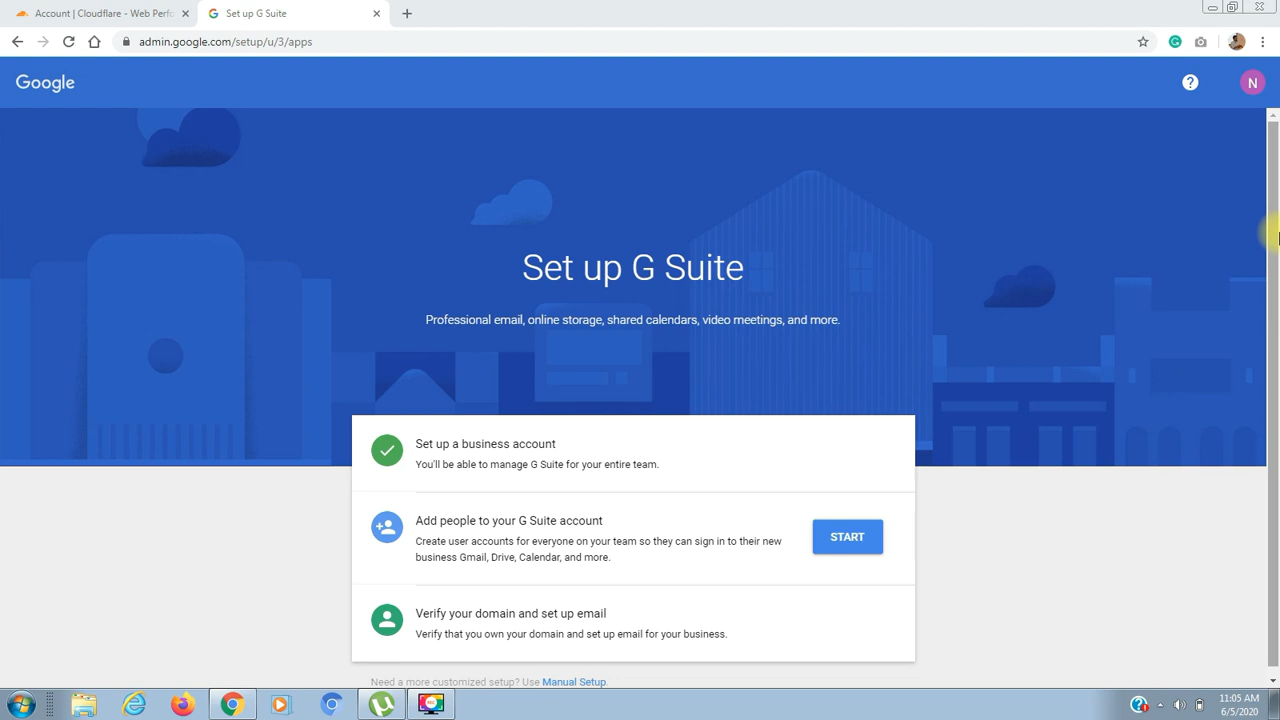 Account | Cloudflare - Web Perfo
Set up G Suite
admin.google.com/setup/u/3/apps
Google
N
Set up G Suite
Professional email, online storage, shared calendars, video meetings, and more.
Set up a business account
You'll be able to manage G Suite for your entire team.
Add people to your G Suite account
Create user accounts for everyone on your team so they can sign in to their new
business Gmail, Drive, Calendar, and more.
START
Verify your domain and set up email
Verify that you own your domain and set up email for your business.
Need a more customized setup? Use Manual Setup.
11:05 AM
6/5/2020